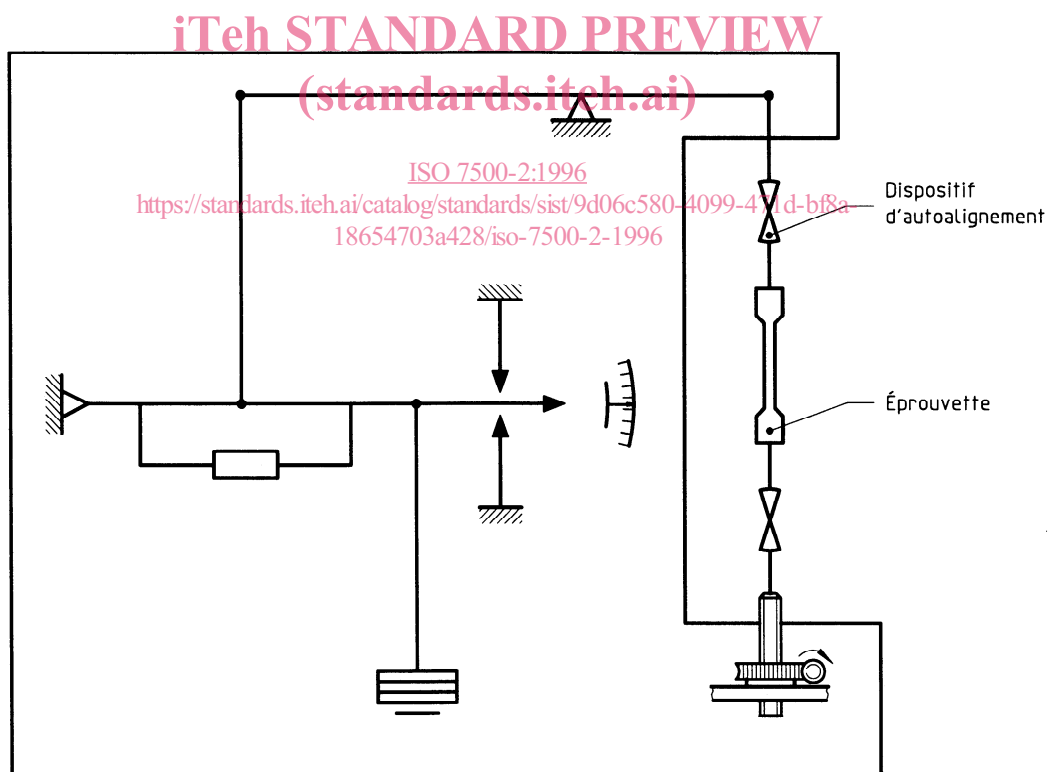 iTeh STANDARD PREVIEW
(standards.iteh.ai)
ISO 7500-2:1996
https://standards.iteh.ai/catalog/standards/sist/9d06c580-4099-471d-bf8a-
18654703a428/iso-7500-2-1996
Dispositif
d'autoalignement
Éprouvette